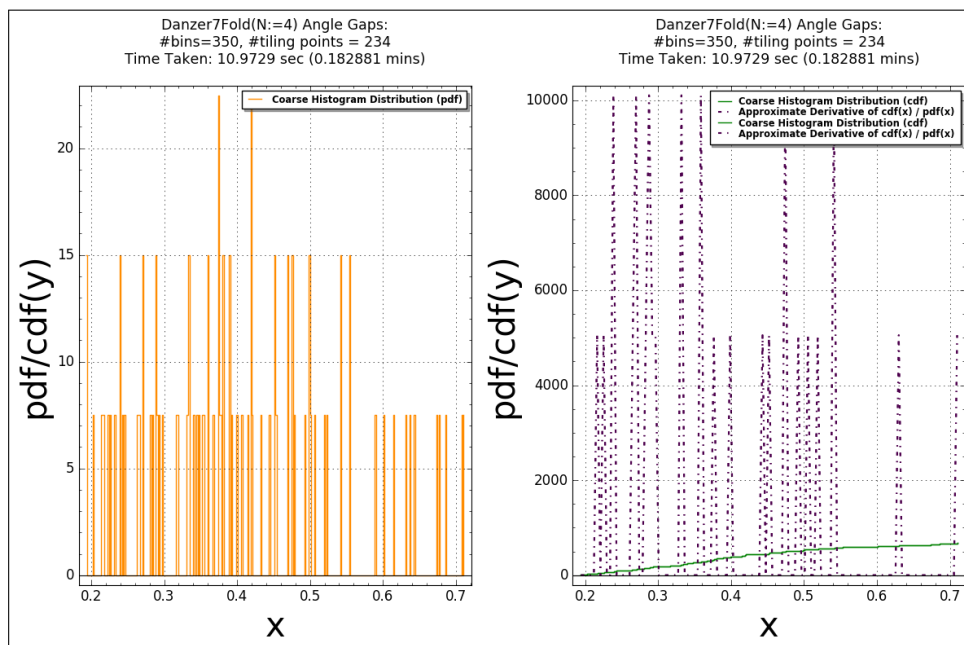 Danzer7Fold(N:=4) Angle Gaps:
#bins=350, #tiling points = 234
Time Taken: 10.9729 sec (0.182881 mins)
Coarse Histogram Distribution (pdf)
20
15
10
5
0
pdf/cdf(y)
0.2 0.3 0.4 0.5 0.6 0.7
x
Danzer7Fold(N:=4) Angle Gaps:
#bins=350, #tiling points = 234
Time Taken: 10.9729 sec (0.182881 mins)
Coarse Histogram Distribution (cdf)
Approximate Derivative of cdf(x) / pdf(x)
Coarse Histogram Distribution (cdf)
Approximate Derivative of cdf(x) / pdf(x)
10000
8000
6000
4000
2000
0
pdf/cdf(y)
0.2 0.3 0.4 0.5 0.6 0.7
x